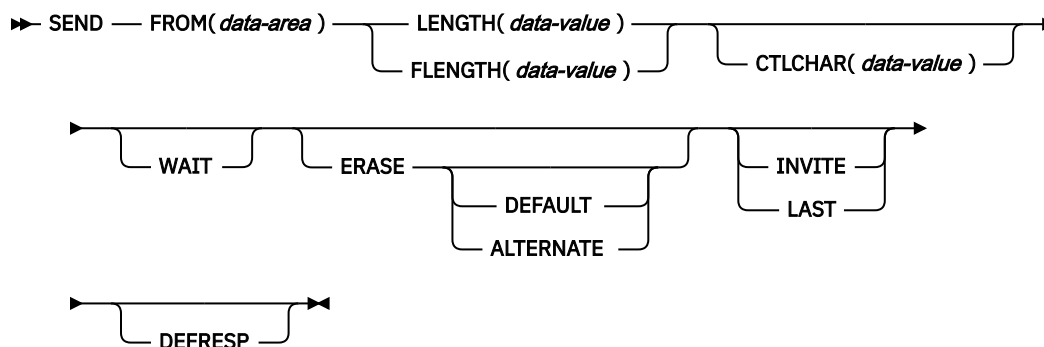 SEND FROM( data-area ) LENGTH( data-value ) CTLCHAR( data-value )
FLENGTH( data-value )
WAIT ERASE INVITE
DEFAULT LAST
ALTERNATE
DEFRESP